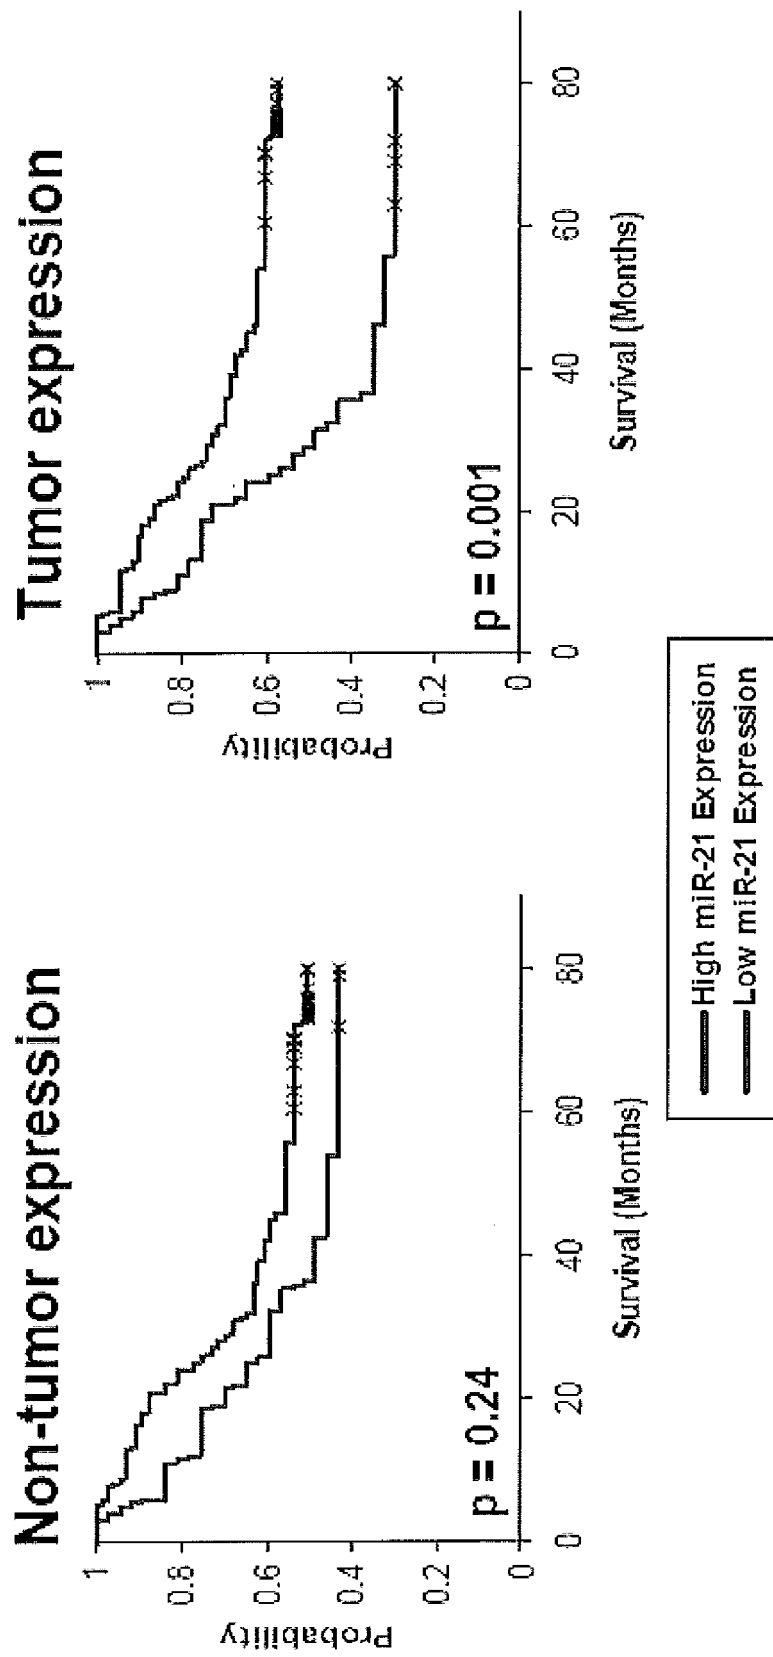 Non-tumor expression
Probability
1
0.8
0.6
0.4
0.2
0
p = 0.24
0
20
40
60
80
Survival (Months)
Tumor expression
Probability
1
0.8
0.6
0.4
0.2
0
p = 0.001
0
20
40
60
80
Survival (Months)
High miR-21 Expression
Low miR-21 Expression